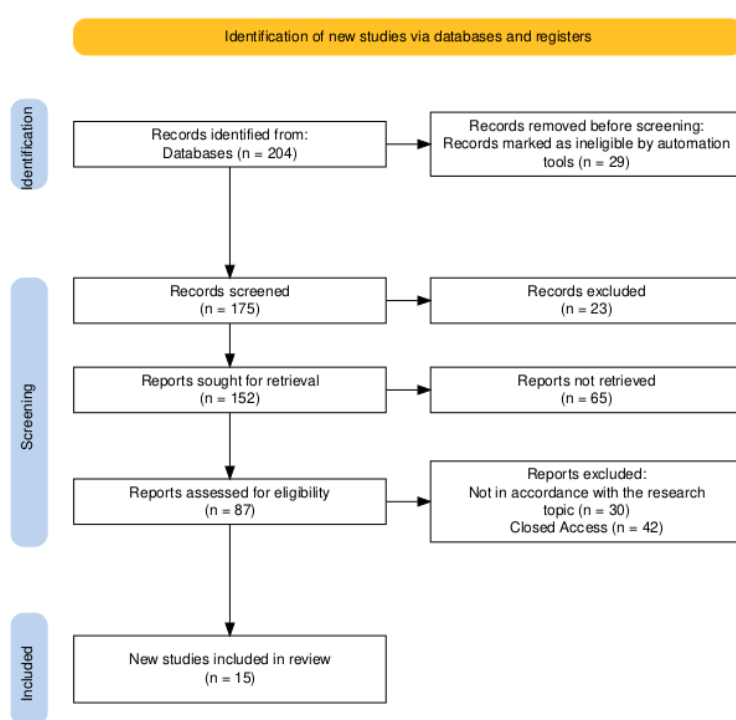 Identification of new studies via databases and registers
Identification
Records identified from:
Databases (n = 204)
Records removed before screening:
Records marked as ineligible by automation
tools (n = 29)
Screening
Records screened
(n = 175)
Records excluded
(n = 23)
Reports sought for retrieval
(n = 152)
Reports not retrieved
(n = 65)
Reports assessed for eligibility
(n = 87)
Reports excluded:
Not in accordance with the research
topic (n = 30)
Closed Access (n = 42)
Included
New studies included in review
(n = 15)